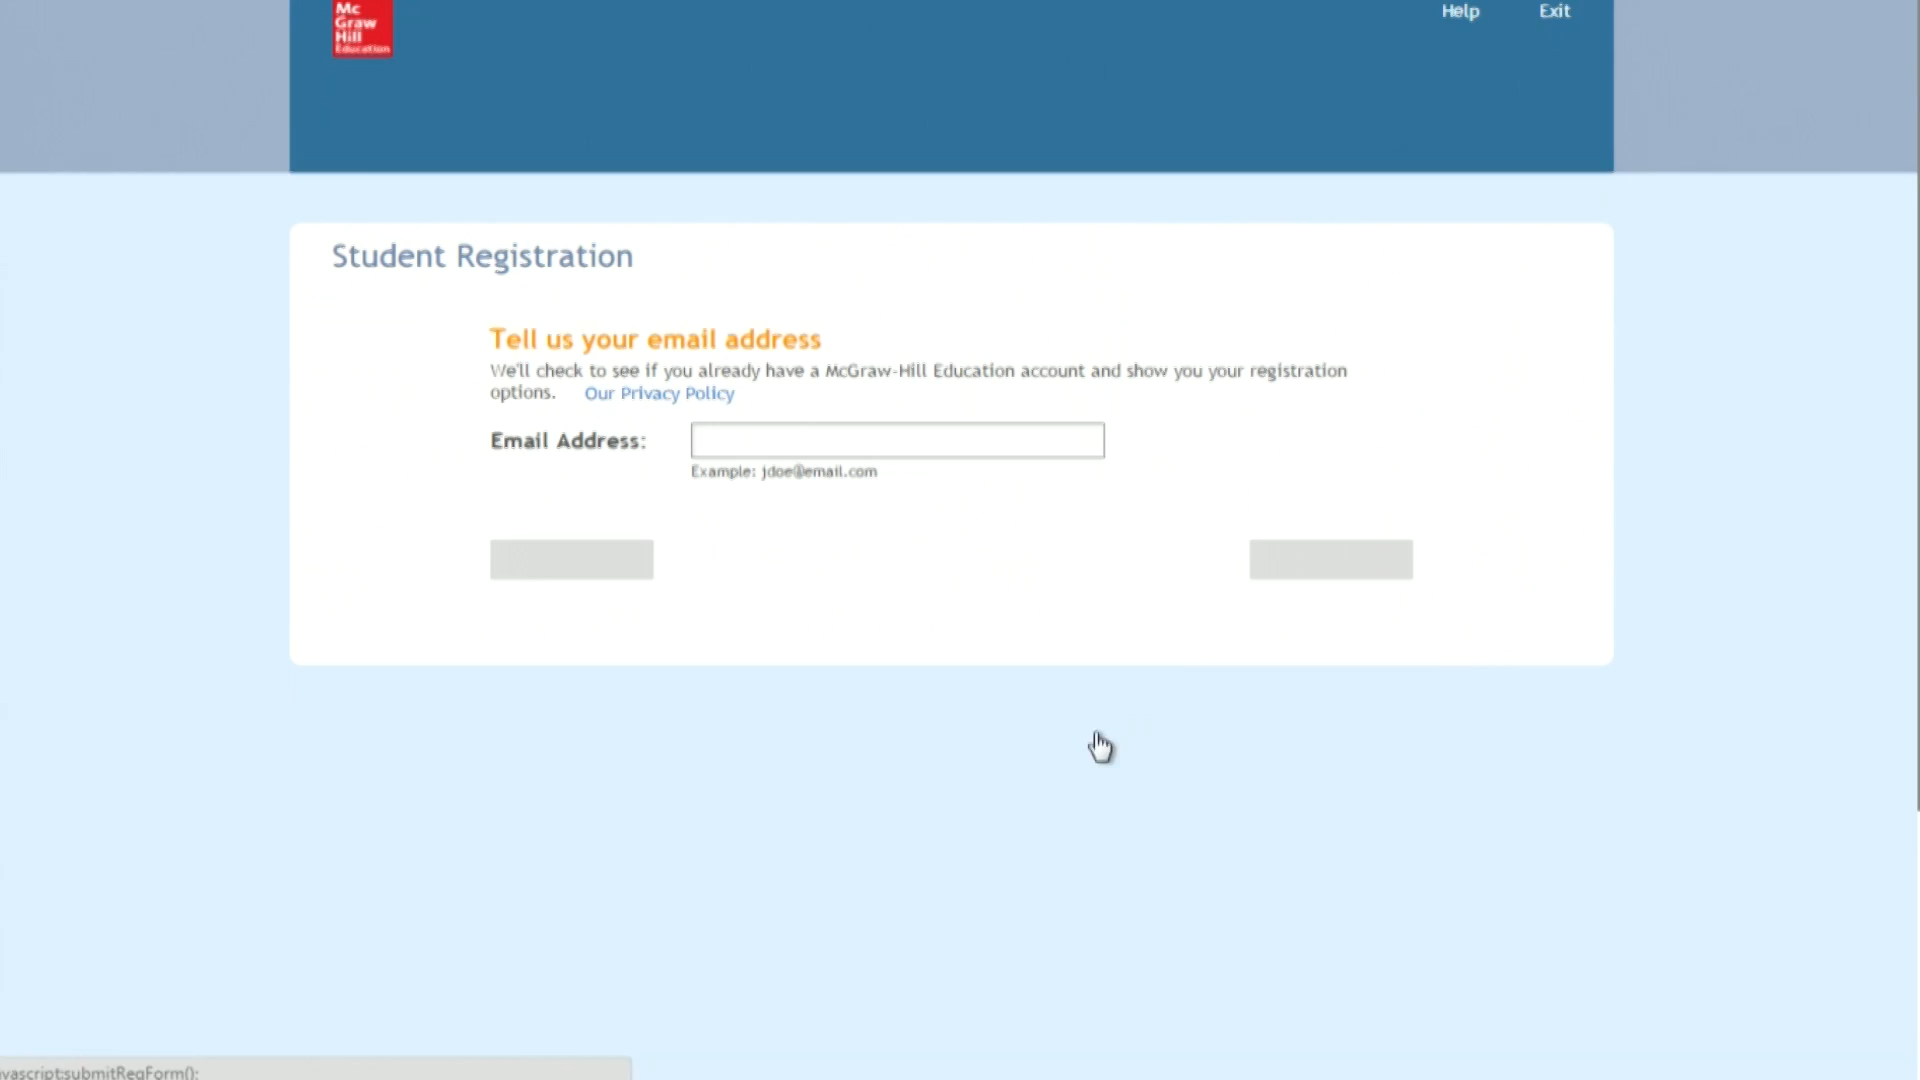 Mc
Graw
Hill
Education
Help Exit
Student Registration
Tell us your email address
We'll check to see if you already have a McGraw-Hill Education account and show you your registration
options. Our Privacy Policy
Email Address:
Example: jdoe@email.com
vascript:submitRegForm();